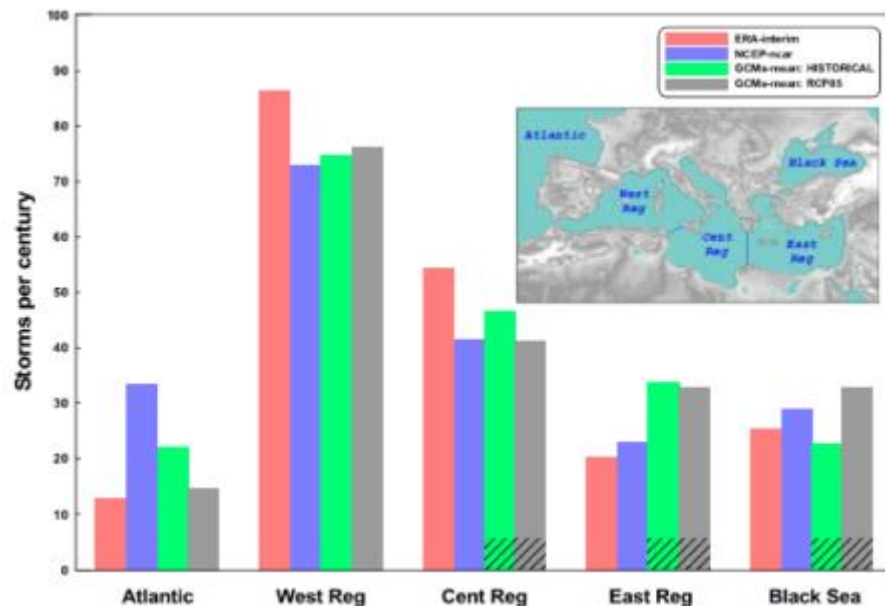 100
90
80
70
60
50
40
30
20
10
0
Storms per century
ERA-interim
NCEP-ncar
GCMs-mean: HISTORICAL
GCMs-mean: RCP85
Atlantic
Black Sea
West
Reg
Cent
Reg
East
Reg
Atlantic West Reg Cent Reg East Reg Black Sea